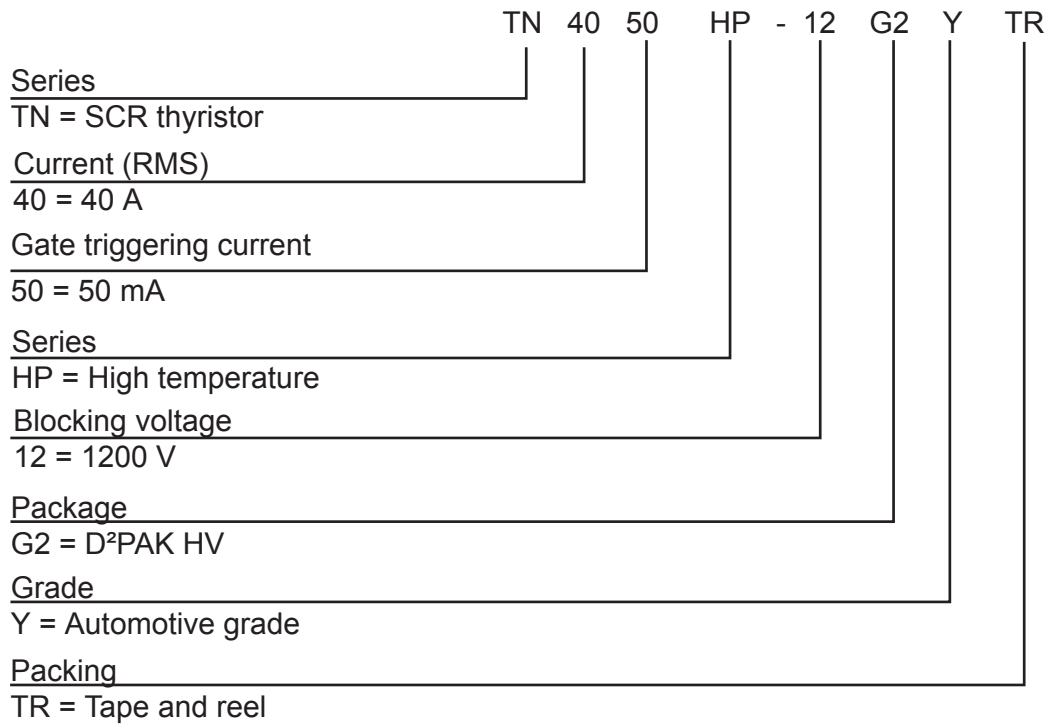 TN 40 50 HP - 12 G2 Y TR
Series
TN = SCR thyristor
Current (RMS)
40 = 40 A
Gate triggering current
50 = 50 mA
Series
HP = High temperature
Blocking voltage
12 = 1200 V
Package
G2 = D²PAK HV
Grade
Y = Automotive grade
Packing
TR = Tape and reel